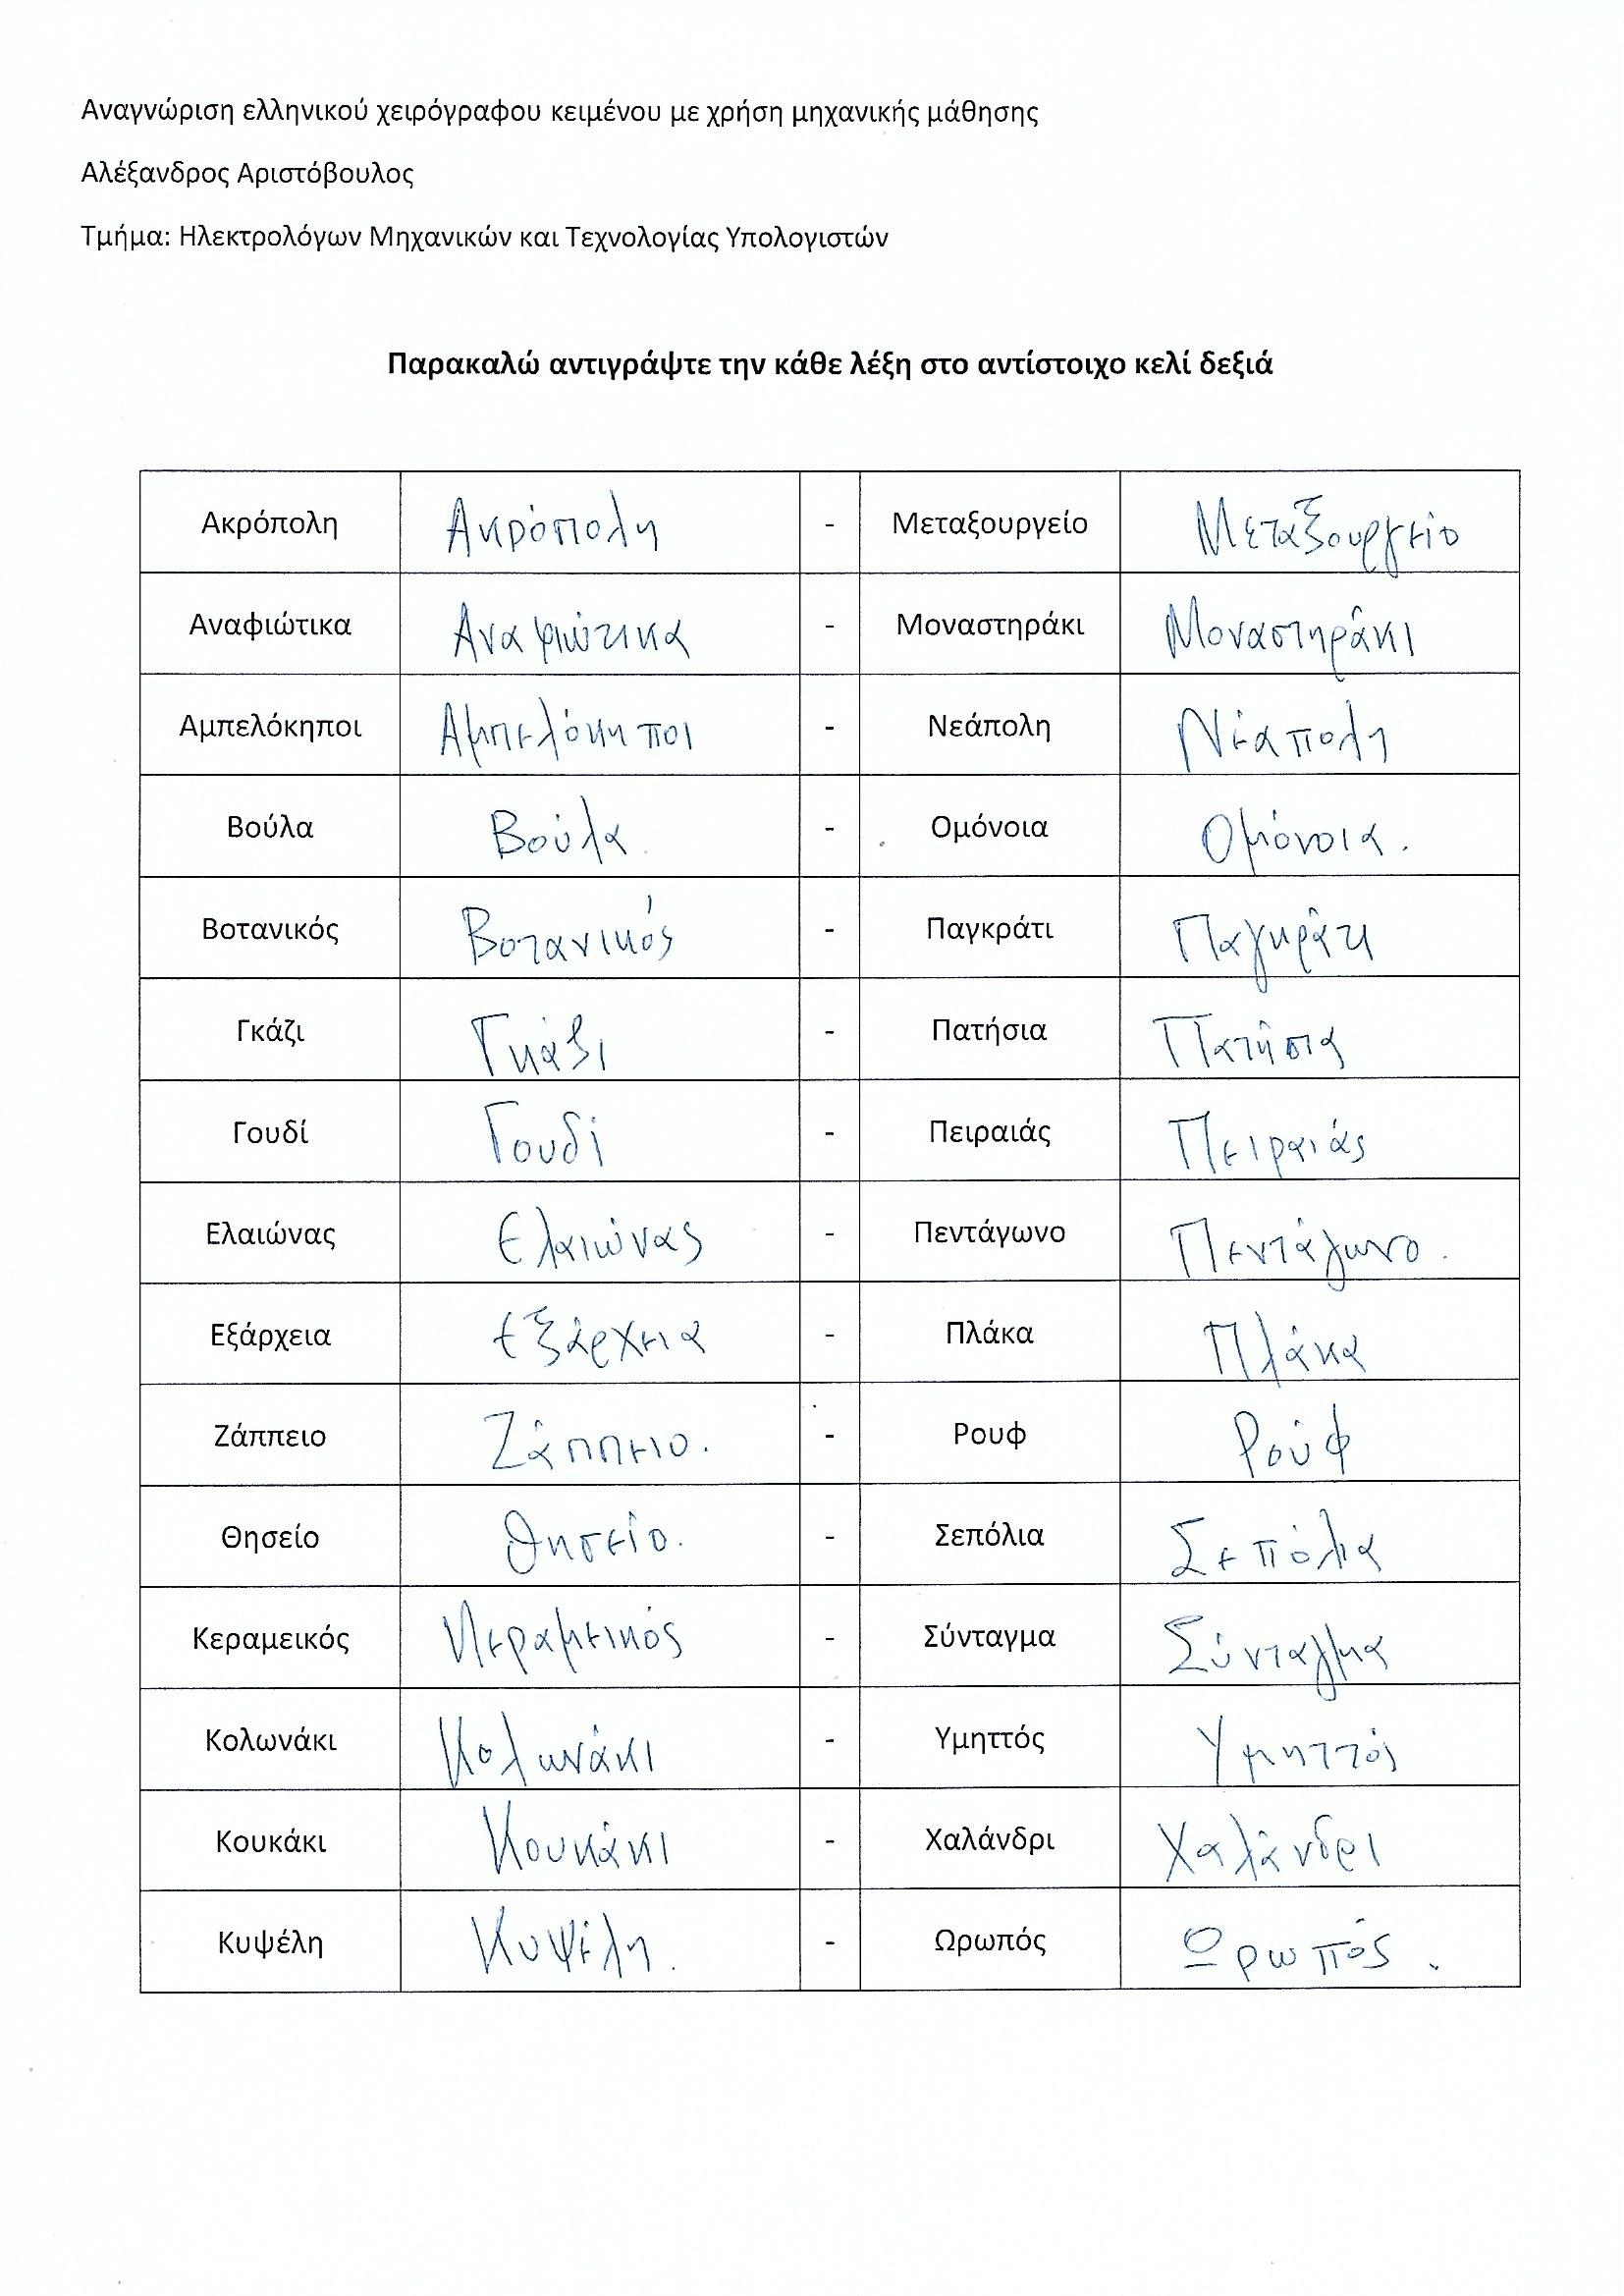 Αναγνώριση ελληνικού χειρόγραφου κειμένου με χρήση μηχανικής μάθησης
Αλέξανδρος Αριστόβουλος
Τμήμα: Ηλεκτρολόγων Μηχανικών και Τεχνολογίας Υπολογιστών
Παρακαλώ αντιγράψτε την κάθε λέξη στο αντίστοιχο κελί δεξιά
Ακρόπολη Ακρόπολη - Μεταξουργείο Μεταξουργείο
Αναφιώτικα Αναφιώτικα - Μοναστηράκι Μοναστηράκι
Αμπελόκηποι Αμπελόκηποι - Νεάπολη Νέαπολη
Βούλα Βούλα. - Ομόνοια Ομόνοια.
Βοτανικός Βοτανικός - Παγκράτι Παγκράτι
Γκάζι Γκάζι - Πατήσια Πατήσια
Γουδί Γουδί - Πειραιάς Πειραιάς
Ελαιώνας Ελαιώνας - Πεντάγωνο Πεντάγωνο.
Εξάρχεια εξάρχεια - Πλάκα Πλάκα
Ζάππειο Ζάππειο. - Ρουφ Ρούφ
Θησείο Θησείο. - Σεπόλια Σεπόλια
Κεραμεικός Κεραμεικός - Σύνταγμα Σύνταγμα
Κολωνάκι Κολωνάκι - Υμηττός Υμηττός
Κουκάκι Κουκάκι - Χαλάνδρι Χαλάνδρι
Κυψέλη Κυψέλη. - Ωρωπός Ωρωπός.